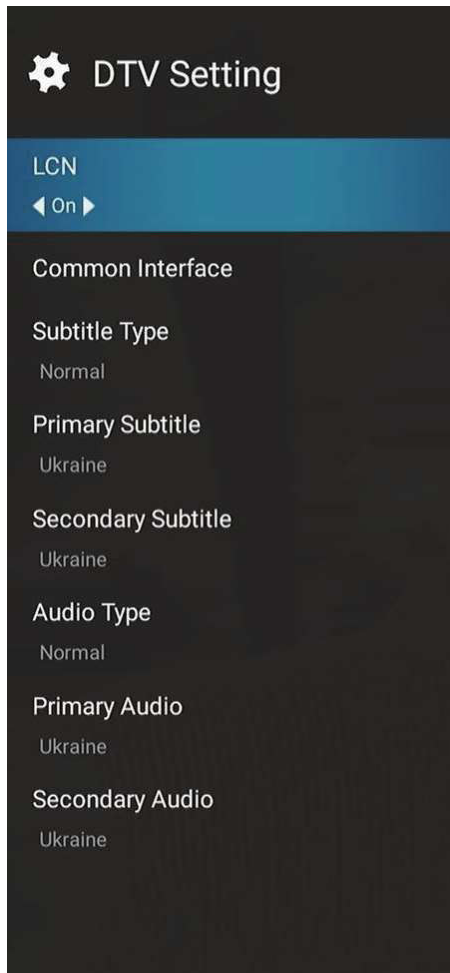 DTV Setting
LCN
On
Common Interface
Subtitle Type
Normal
Primary Subtitle
Ukraine
Secondary Subtitle
Ukraine
Audio Type
Normal
Primary Audio
Ukraine
Secondary Audio
Ukraine